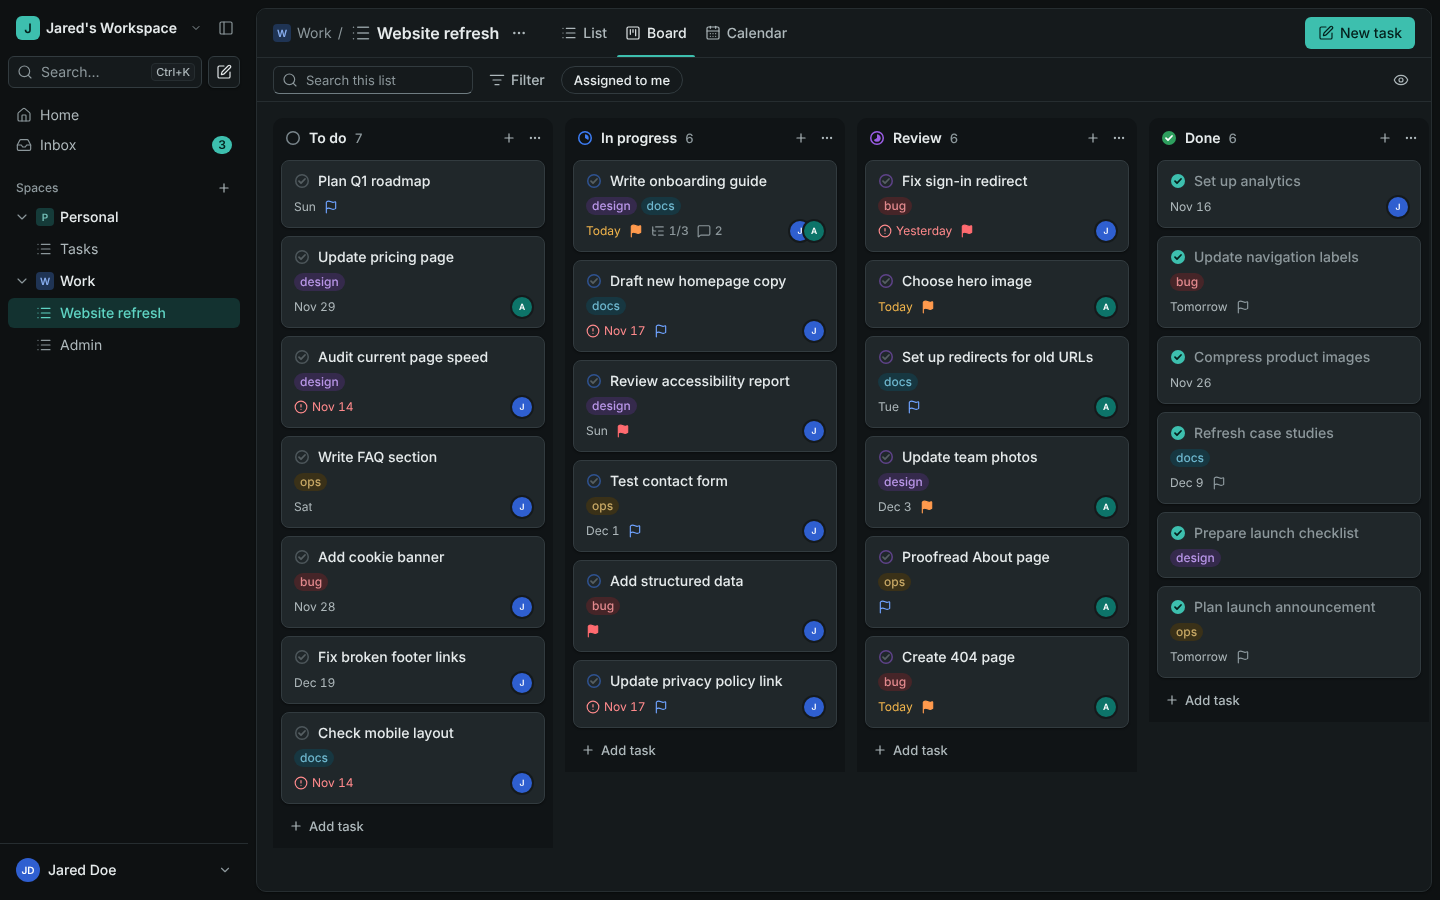 J Jared's Workspace
Search... Ctrl+K
Home
Inbox 3
Spaces
P Personal
Tasks
W Work
Website refresh
Admin
JD Jared Doe
W Work / Website refresh
List
Board
Calendar
New task
Search this list
Filter
Assigned to me
To do 7
Plan Q1 roadmap
Sun
Update pricing page
design
Nov 29 A
Audit current page speed
design
Nov 14 J
Write FAQ section
ops
Sat J
Add cookie banner
bug
Nov 28 J
Fix broken footer links
Dec 19 J
Check mobile layout
docs
Nov 14 J
Add task
In progress 6
Write onboarding guide
design docs
Today 1/3 2 J A
Draft new homepage copy
docs
Nov 17 J
Review accessibility report
design
Sun J
Test contact form
ops
Dec 1 J
Add structured data
bug
J
Update privacy policy link
Nov 17 J
Add task
Review 6
Fix sign-in redirect
bug
Yesterday J
Choose hero image
Today A
Set up redirects for old URLs
docs
Tue A
Update team photos
design
Dec 3 A
Proofread About page
ops
A
Create 404 page
bug
Today A
Add task
Done 6
Set up analytics
Nov 16 J
Update navigation labels
bug
Tomorrow
Compress product images
Nov 26
Refresh case studies
docs
Dec 9
Prepare launch checklist
design
Plan launch announcement
ops
Tomorrow
Add task